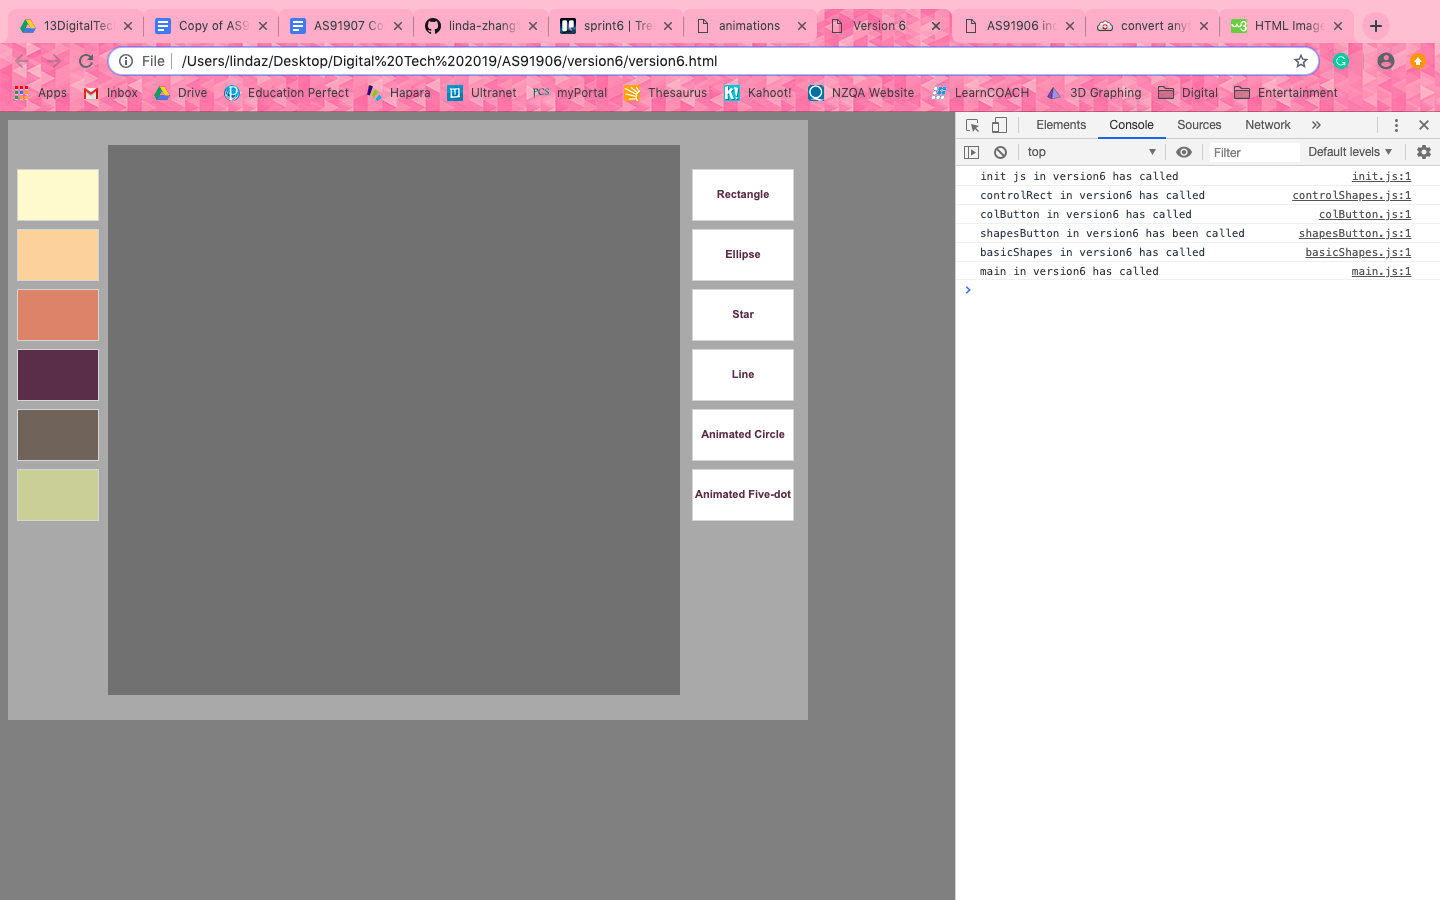 13DigitalTec Copy of AS9 AS91907 Co linda-zhang sprint6 | Tre animations Version 6 AS91906 in convert any HTML Image
File /Users/lindaz/Desktop/Digital%20Tech%202019/AS91906/version6/version6.html
Apps Inbox Drive Education Perfect Hapara Ultranet PCS myPortal Thesaurus Kahoot! NZQA Website LearnCOACH 3D Graphing Digital Entertainment
Elements Console Sources Network »
top Filter Default levels
init js in version6 has called init.js:1
controlRect in version6 has called controlShapes.js:1
colButton in version6 has called colButton.js:1
shapesButton in version6 has been called shapesButton.js:1
basicShapes in version6 has called basicShapes.js:1
main in version6 has called main.js:1
Rectangle
Ellipse
Star
Line
Animated Circle
Animated Five-dot